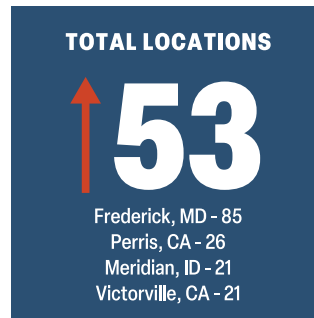 TOTAL LOCATIONS
53
Frederick, MD - 85
Perris, CA - 26
Meridian, ID - 21
Victorville, CA - 21